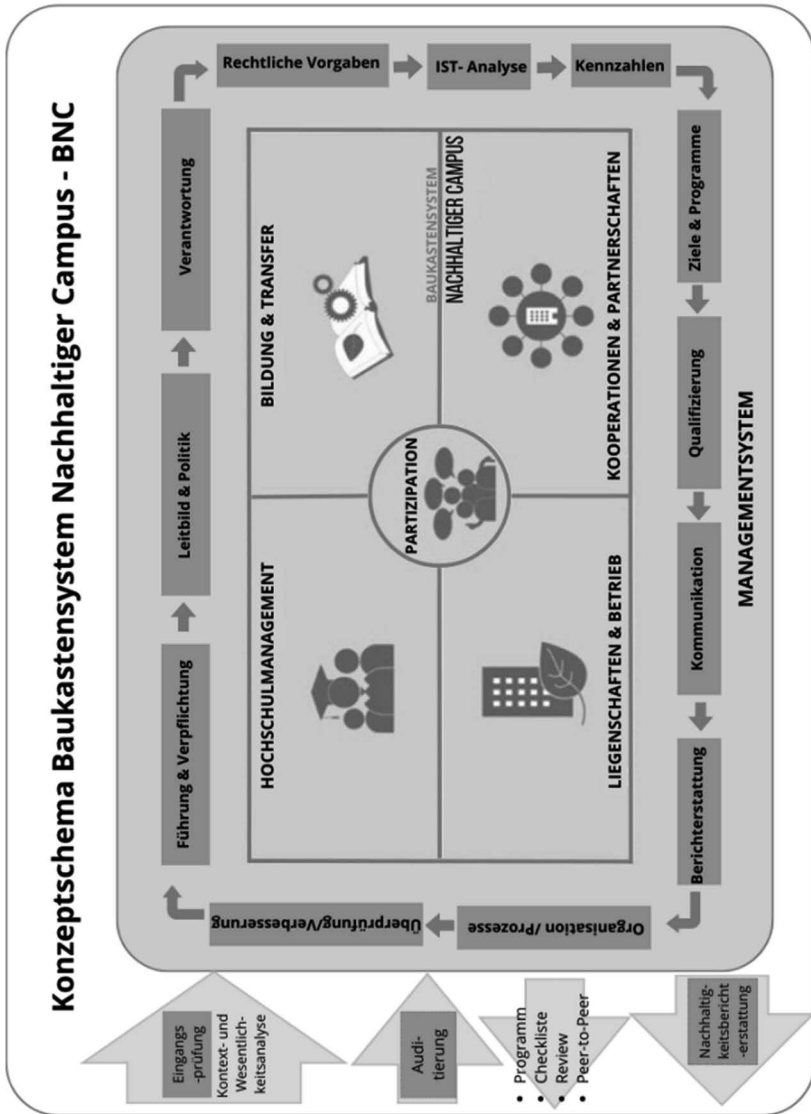 Konzeptschema Baukastensystem Nachhaltiger Campus - BNC
Eingangs
-prüfung
Kontext- und
Wesentlich-
keitsanalyse
Audi-
tierung
• Programm
• Checkliste
• Review
• Peer-to-Peer
Nachhaltig-
keitsbericht
-erstattung
Führung & Verpflichtung
Leitbild & Politik
Verantwortung
Rechtliche Vorgaben
IST- Analyse
Kennzahlen
Ziele & Programme
Qualifizierung
Kommunikation
Berichterstattung
Organisation /Prozesse
Überprüfung/Verbesserung
HOCHSCHULMANAGEMENT
BILDUNG & TRANSFER
PARTIZIPATION
BAUKASTENSYSTEM
NACHHALTIGER CAMPUS
LIEGENSCHAFTEN & BETRIEB
KOOPERATIONEN & PARTNERSCHAFTEN
MANAGEMENTSYSTEM